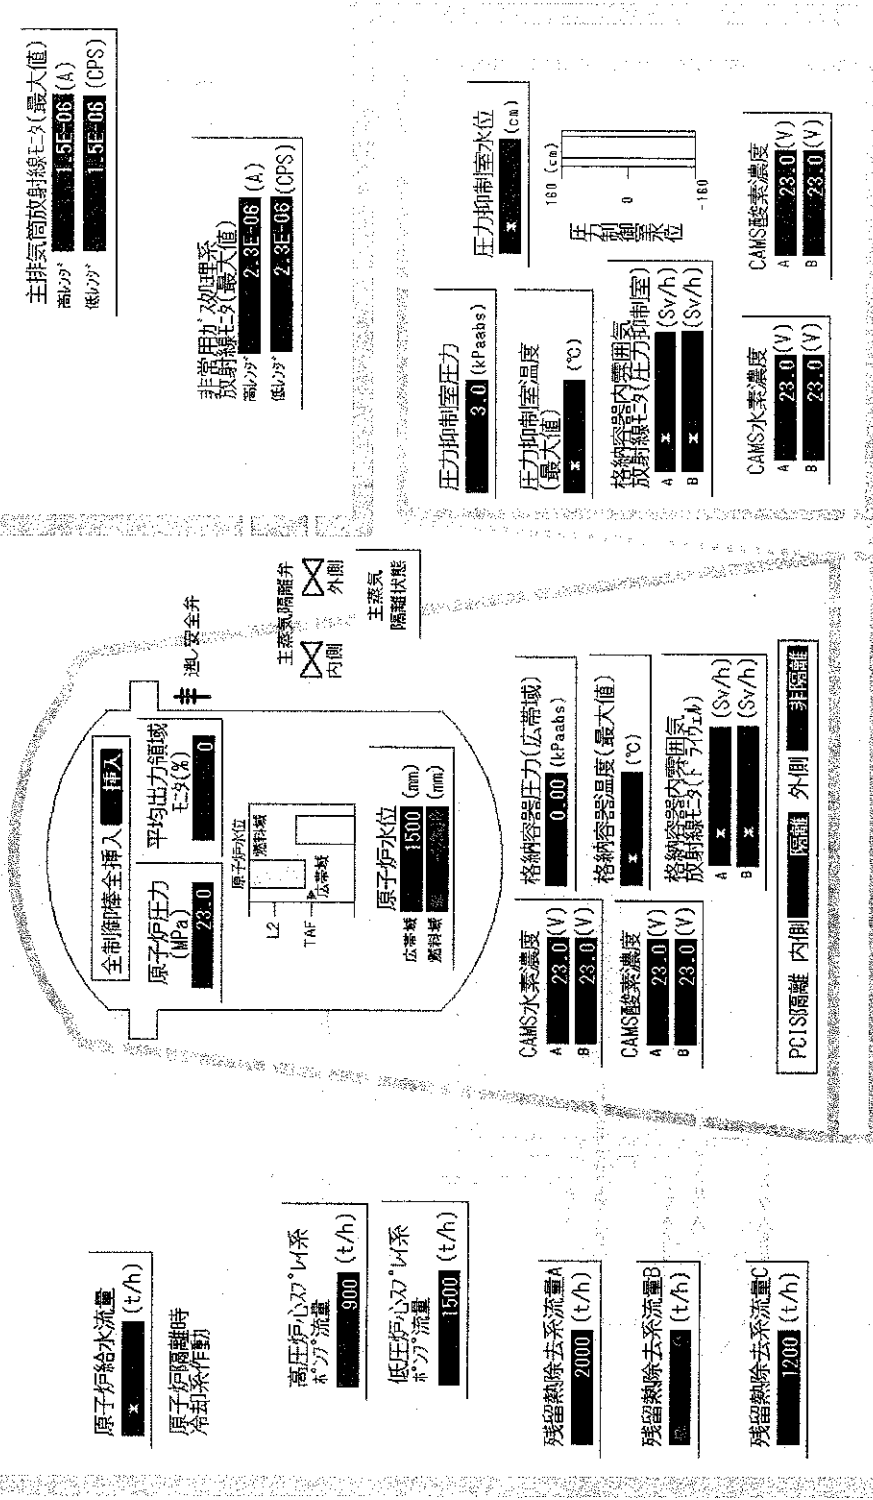 原子炉給水流量
* (t/h)
原子炉隔離時
冷却系作動
高圧炉心スプレイ系
ポンプ流量
900 (t/h)
低圧炉心スプレイ系
ポンプ流量
1500 (t/h)
残留熱除去系流量A
2000 (t/h)
残留熱除去系流量B
(t/h)
残留熱除去系流量C
1200 (t/h)
全制御棒全挿入 挿入
原子炉圧力
(MPa)
23.0
平均出力領域
モニタ(%)
0
逃し安全弁
原子炉水位
燃料域
L2
TAF
広帯域
主蒸気隔離弁
内側
外側
主蒸気
隔離状態
原子炉水位
広帯域 1500 (mm)
燃料域 (mm)
CAMS水素濃度
A 23.0 (V)
B 23.0 (V)
CAMS酸素濃度
A 23.0 (V)
B 23.0 (V)
格納容器圧力(広帯域)
0.00 (kPaabs)
格納容器温度(最大値)
* (℃)
格納容器内雰囲気
放射線モニタ(ドライウェル)
A * (Sv/h)
B * (Sv/h)
PCIS隔離 内側 隔離 外側 非隔離
主排気筒放射線モニタ(最大値)
高レンジ 1.5E-06 (A)
低レンジ 1.5E-06 (CPS)
非常用ガス処理系
放射線モニタ(最大値)
高レンジ 2.3E-06 (A)
低レンジ 2.3E-06 (CPS)
圧力抑制室圧力
3.0 (kPaabs)
圧力抑制室温度
(最大値)
* (℃)
格納容器内雰囲気
放射線モニタ(圧力抑制室)
A * (Sv/h)
B * (Sv/h)
圧力抑制室水位
* (cm)
160 (cm)
0
-160
圧力制御室水位
CAMS水素濃度
A 23.0 (V)
B 23.0 (V)
CAMS酸素濃度
A 23.0 (V)
B 23.0 (V)